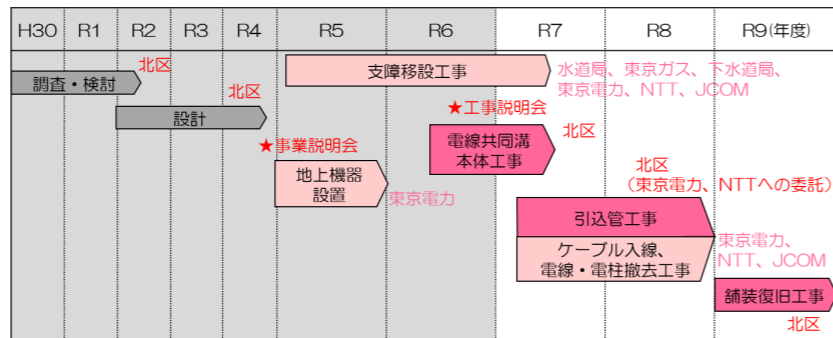 H30 R1 R2 R3 R4 R5 R6 R7 R8 R9(年度)
調査・検討
北区
設計
北区
支障移設工事
水道局、東京ガス、下水道局、
東京電力、NTT、JCOM
★事業説明会
地上機器
設置
東京電力
★工事説明会
電線共同溝
本体工事
北区
北区
(東京電力、NTTへの委託)
引込管工事
ケーブル入線、
電線・電柱撤去工事
東京電力、
NTT、JCOM
舗装復旧工事
北区